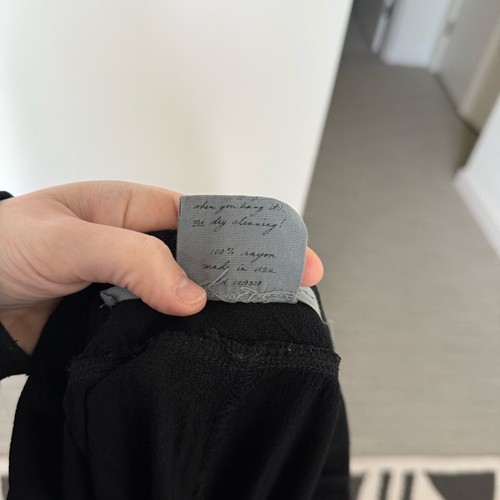 when you hang it!
no dry cleaning!
100% rayon
made in usa